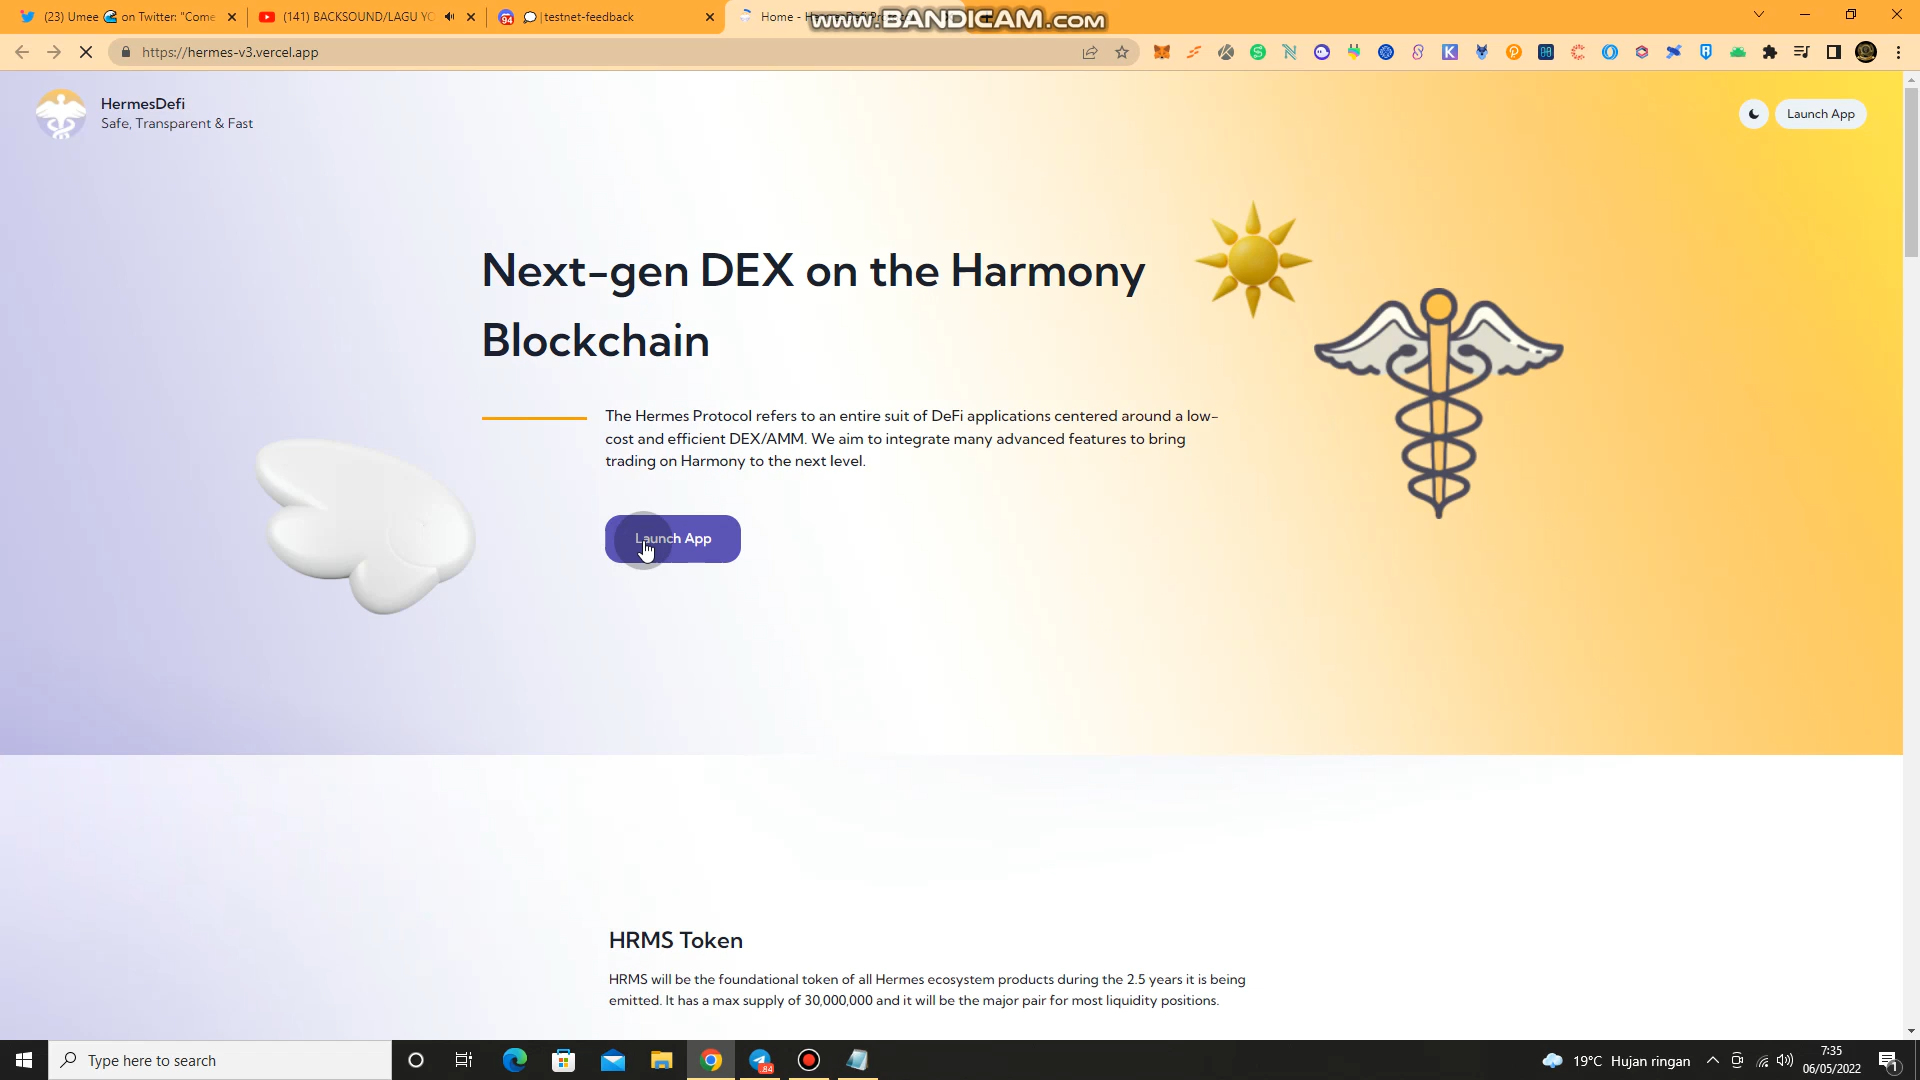 (23) Umee on Twitter: "Come
(141) BACKSOUND/LAGU YO
94
| testnet-feedback
Home - Hermes Defi
www.BANDICAM.com
https://hermes-v3.vercel.app
HermesDefi
Safe, Transparent & Fast
Launch App
Next-gen DEX on the Harmony
Blockchain
The Hermes Protocol refers to an entire suit of DeFi applications centered around a low-
cost and efficient DEX/AMM. We aim to integrate many advanced features to bring
trading on Harmony to the next level.
Launch App
HRMS Token
HRMS will be the foundational token of all Hermes ecosystem products during the 2.5 years it is being
emitted. It has a max supply of 30,000,000 and it will be the major pair for most liquidity positions.
Type here to search
84
19°C Hujan ringan
7:35
06/05/2022
1